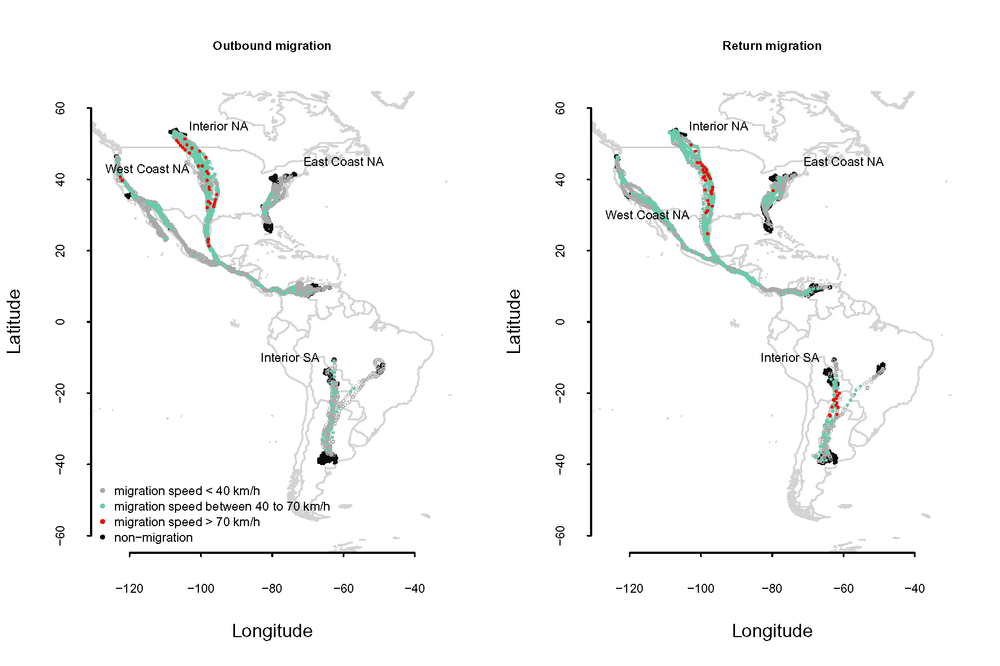 Outbound migration
Return migration
Latitude
60
40
20
0
−20
−40
−60
Interior NA
West Coast NA
East Coast NA
Interior SA
migration speed < 40 km/h
migration speed between 40 to 70 km/h
migration speed > 70 km/h
non−migration
−120
−100
−80
−60
−40
Longitude
Latitude
60
40
20
0
−20
−40
−60
Interior NA
East Coast NA
West Coast NA
Interior SA
−120
−100
−80
−60
−40
Longitude